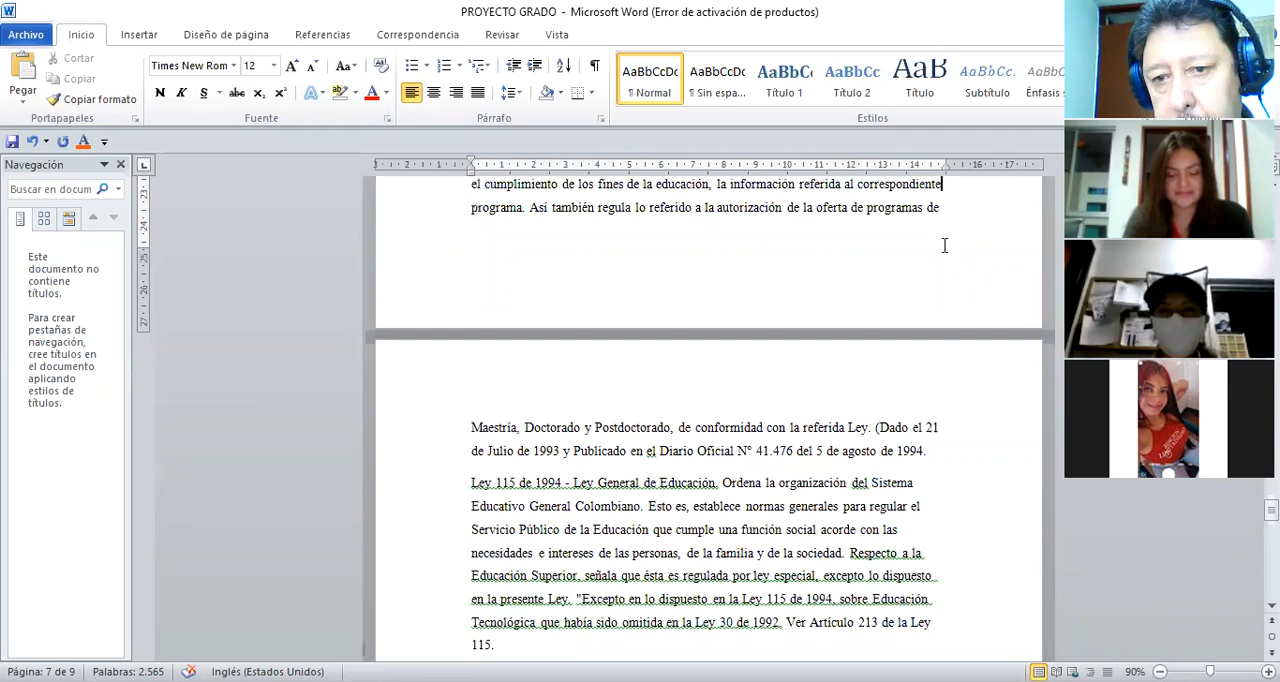 PROYECTO GRADO - Microsoft Word (Error de activación de productos)
Archivo Inicio Insertar Diseño de página Referencias Correspondencia Revisar Vista
Pegar
Cortar
Copiar
Copiar formato
Portapapeles
Times New Rom 12
Aa
N K S abc x₂ x²
Fuente
Párrafo
AaBbCcDc AaBbCcDc AaBbC AaBbCc AaB AaBbCc. AaBbCc
¶ Normal ¶ Sin espa... Título 1 Título 2 Título Subtítulo Énfasis s
Estilos
Navegación
Buscar en docum
Este documento no contiene títulos.
Para crear pestañas de navegación, cree títulos en el documento aplicando estilos de títulos.
el cumplimiento de los fines de la educación, la información referida al correspondiente
programa. Así también regula lo referido a la autorización de la oferta de programas de
Maestría, Doctorado y Postdoctorado, de conformidad con la referida Ley. (Dado el 21
de Julio de 1993 y Publicado en el Diario Oficial N° 41.476 del 5 de agosto de 1994.
Ley 115 de 1994 - Ley General de Educación. Ordena la organización del Sistema
Educativo General Colombiano. Esto es, establece normas generales para regular el
Servicio Público de la Educación que cumple una función social acorde con las
necesidades e intereses de las personas, de la familia y de la sociedad. Respecto a la
Educación Superior, señala que ésta es regulada por ley especial, excepto lo dispuesto
en la presente Ley. "Excepto en lo dispuesto en la Ley 115 de 1994, sobre Educación
Tecnológica que había sido omitida en la Ley 30 de 1992. Ver Artículo 213 de la Ley
115.
Página: 7 de 9 Palabras: 2.565 Inglés (Estados Unidos) 90%